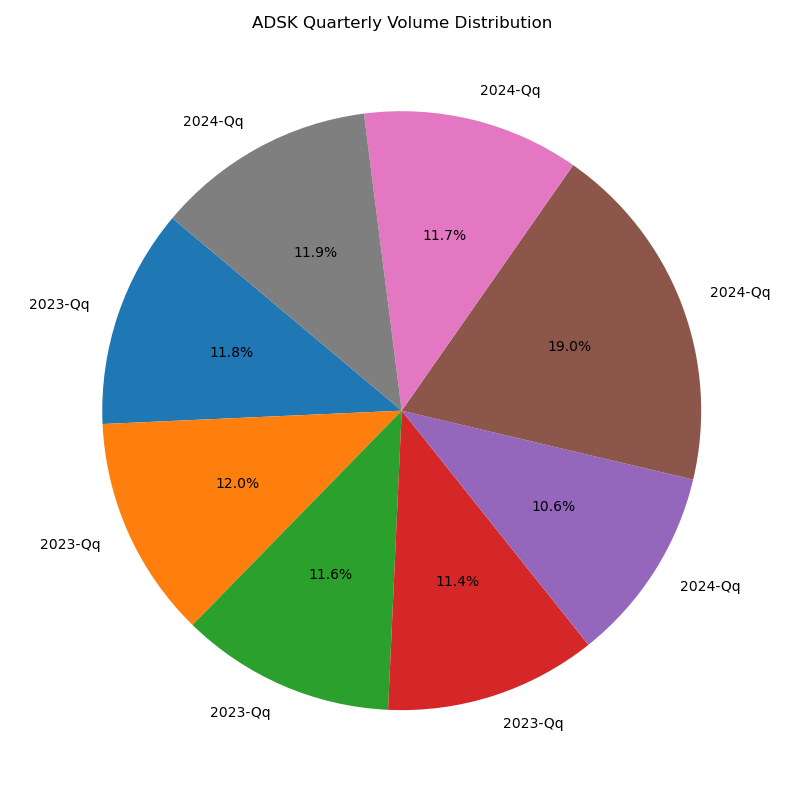 ADSK Quarterly Volume Distribution
2024-Qq
2024-Qq
11.7%
11.9%
2024-Qq
2023-Qq
19.0%
11.8%
12.0%
10.6%
2023-Qq
11.6%
11.4%
2024-Qq
2023-Qq
2023-Qq